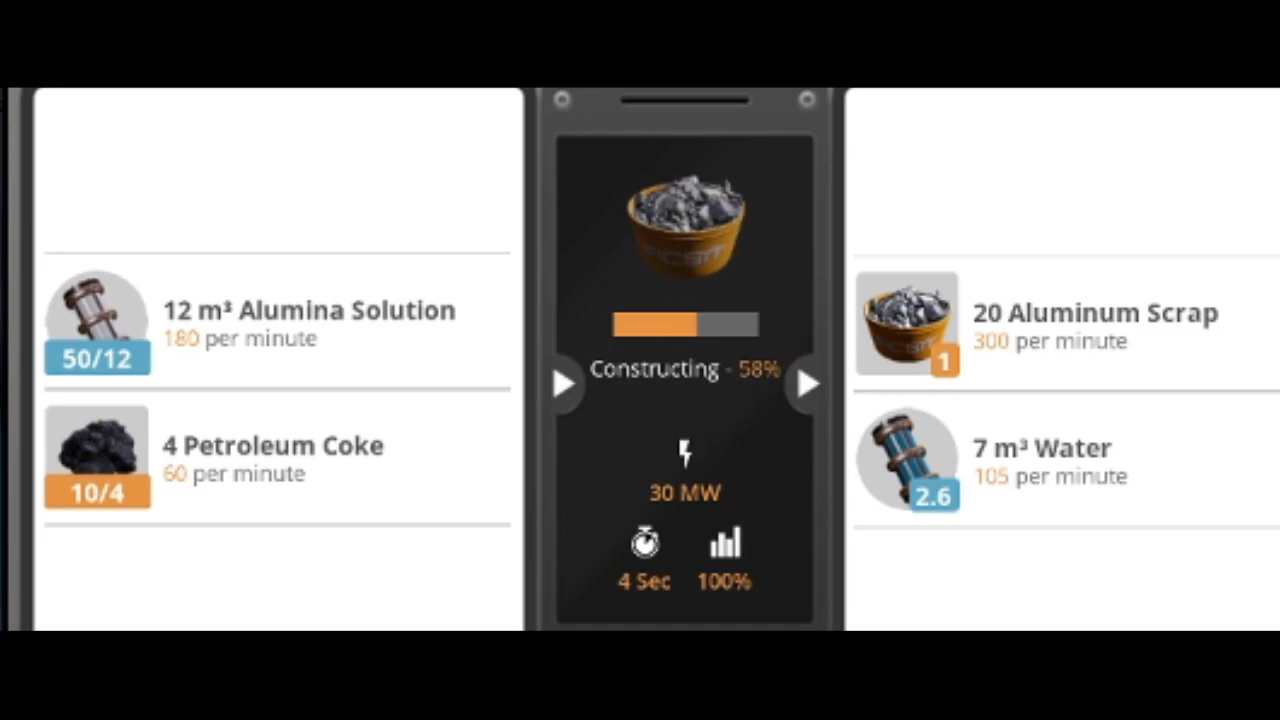 12 m³ Alumina Solution
180 per minute
50/12
4 Petroleum Coke
60 per minute
10/4
Constructing - 58%
30 MW
4 Sec
100%
20 Aluminum Scrap
300 per minute
1
7 m³ Water
105 per minute
2.6